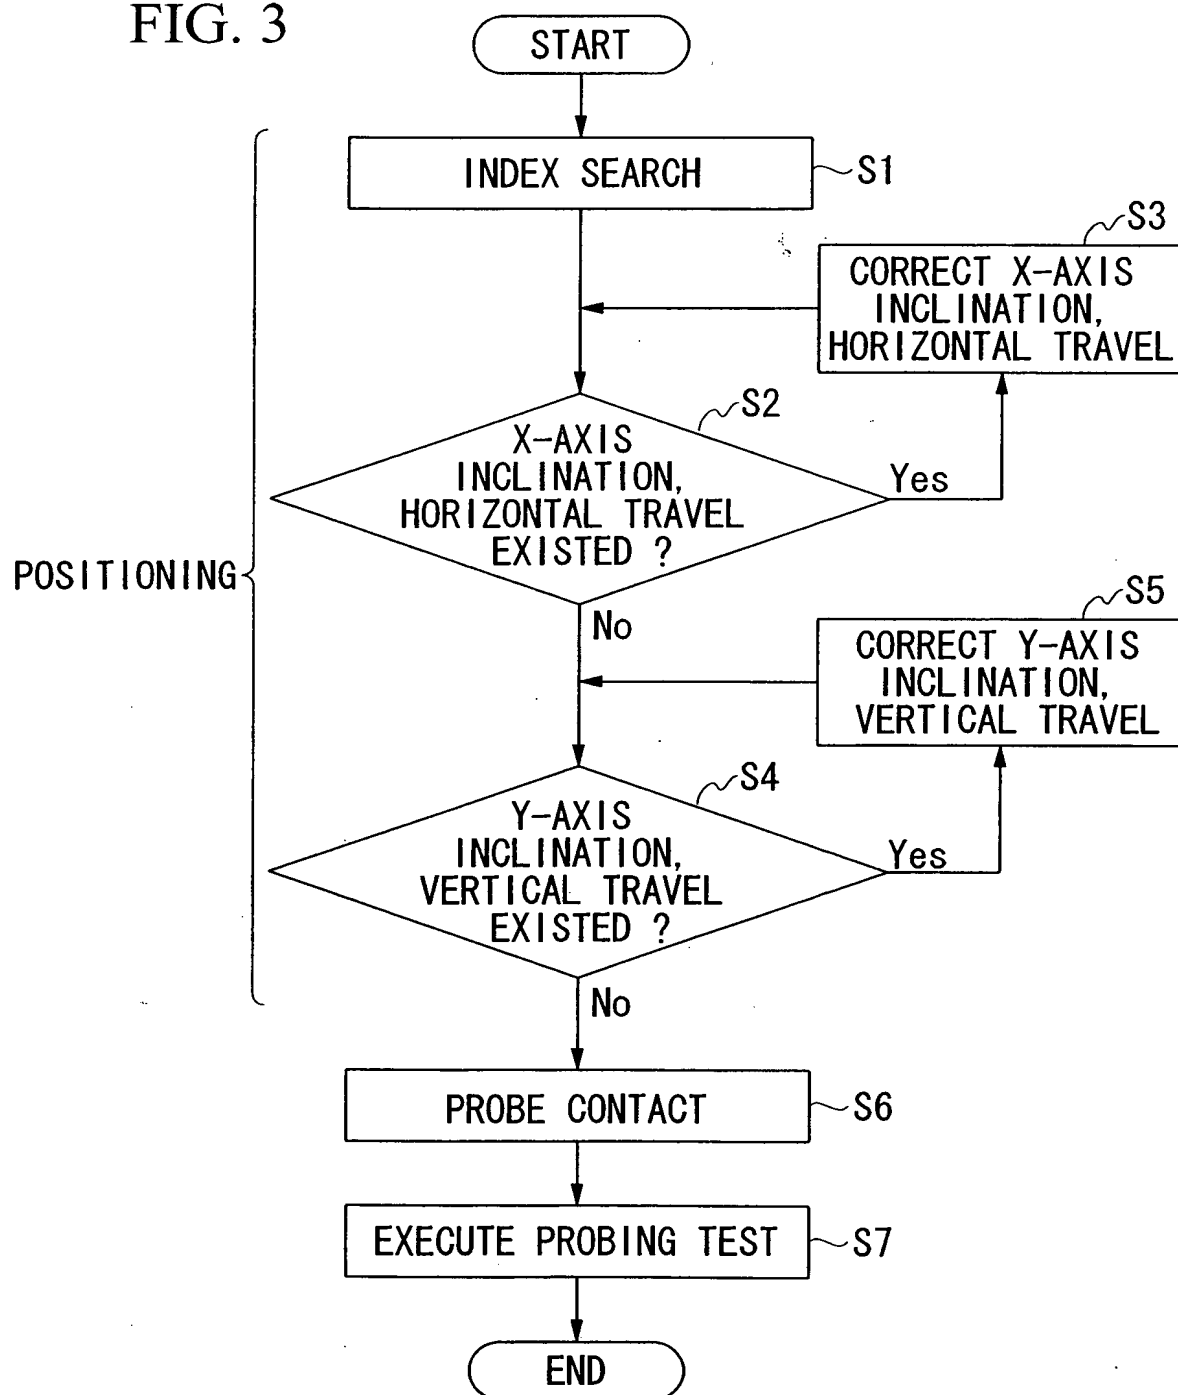 FIG. 3
START
INDEX SEARCH
S1
S3
CORRECT X-AXIS
INCLINATION,
HORIZONTAL TRAVEL
S2
X-AXIS
INCLINATION,
HORIZONTAL TRAVEL
EXISTED ?
Yes
No
POSITIONING
S5
CORRECT Y-AXIS
INCLINATION,
VERTICAL TRAVEL
S4
Y-AXIS
INCLINATION,
VERTICAL TRAVEL
EXISTED ?
Yes
No
PROBE CONTACT
S6
EXECUTE PROBING TEST
S7
END